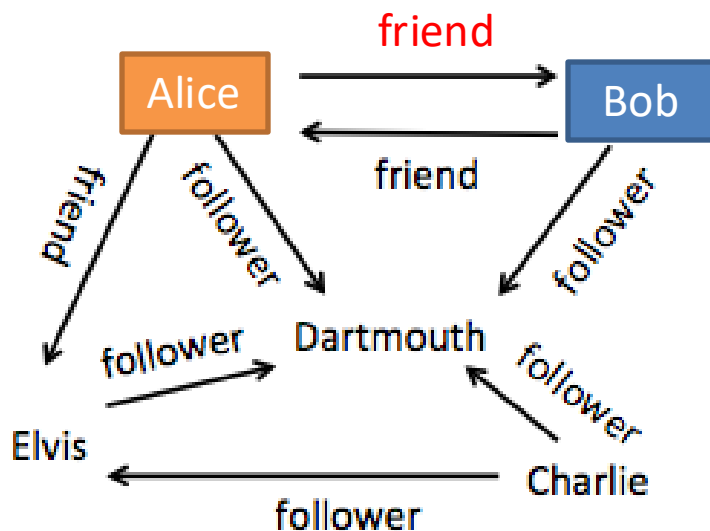 friend
Alice
Bob
friend
friend
follower
follower
follower
Dartmouth
follower
Elvis
Charlie
follower